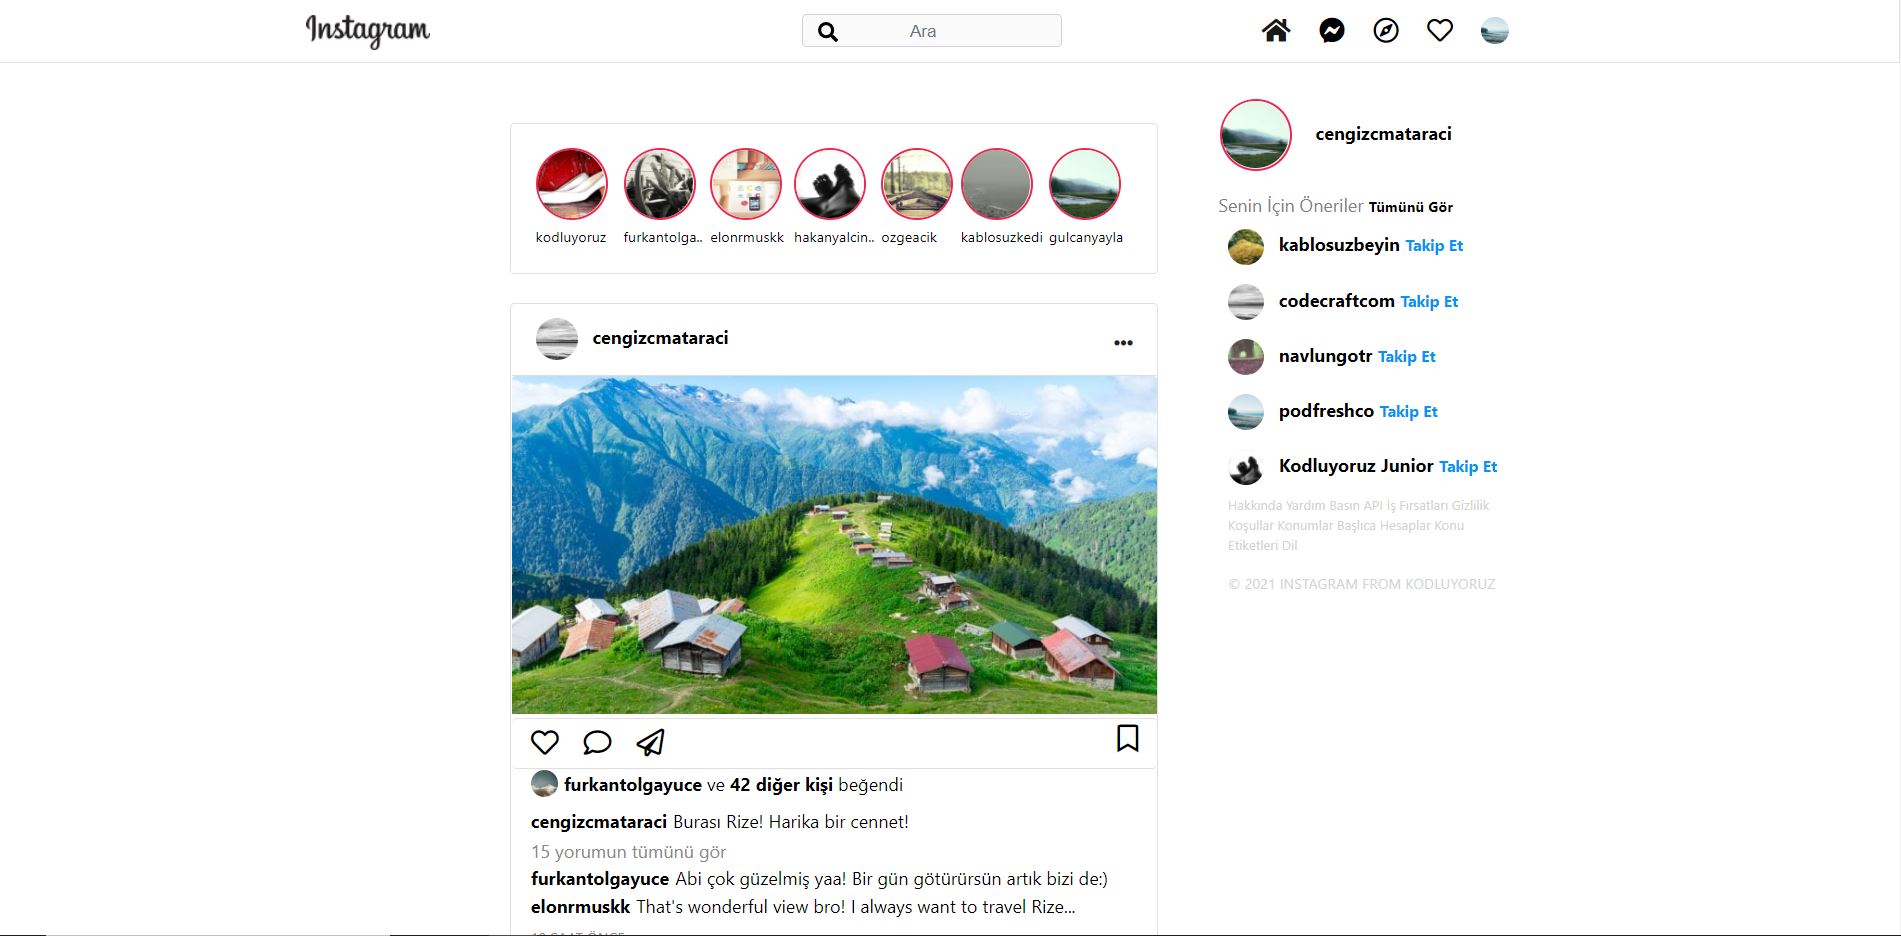 Instagram
Ara
kodluyoruz furkantolga.. elonrmuskk hakanyalcin.. ozgeacik kablosuzkedi gulcanyayla
cengizcmataraci
cengizcmataraci
Senin İçin Öneriler Tümünü Gör
kablosuzbeyin Takip Et
codecraftcom Takip Et
navlungotr Takip Et
podfreshco Takip Et
Kodluyoruz Junior Takip Et
Hakkında Yardım Basın API İş Fırsatları Gizlilik
Koşullar Konumlar Başlıca Hesaplar Konu
Etiketleri Dil
© 2021 INSTAGRAM FROM KODLUYORUZ
furkantolgayuce ve 42 diğer kişi beğendi
cengizcmataraci Burası Rize! Harika bir cennet!
15 yorumun tümünü gör
furkantolgayuce Abi çok güzelmiş yaa! Bir gün götürürsün artık bizi de:)
elonrmuskk That's wonderful view bro! I always want to travel Rize...